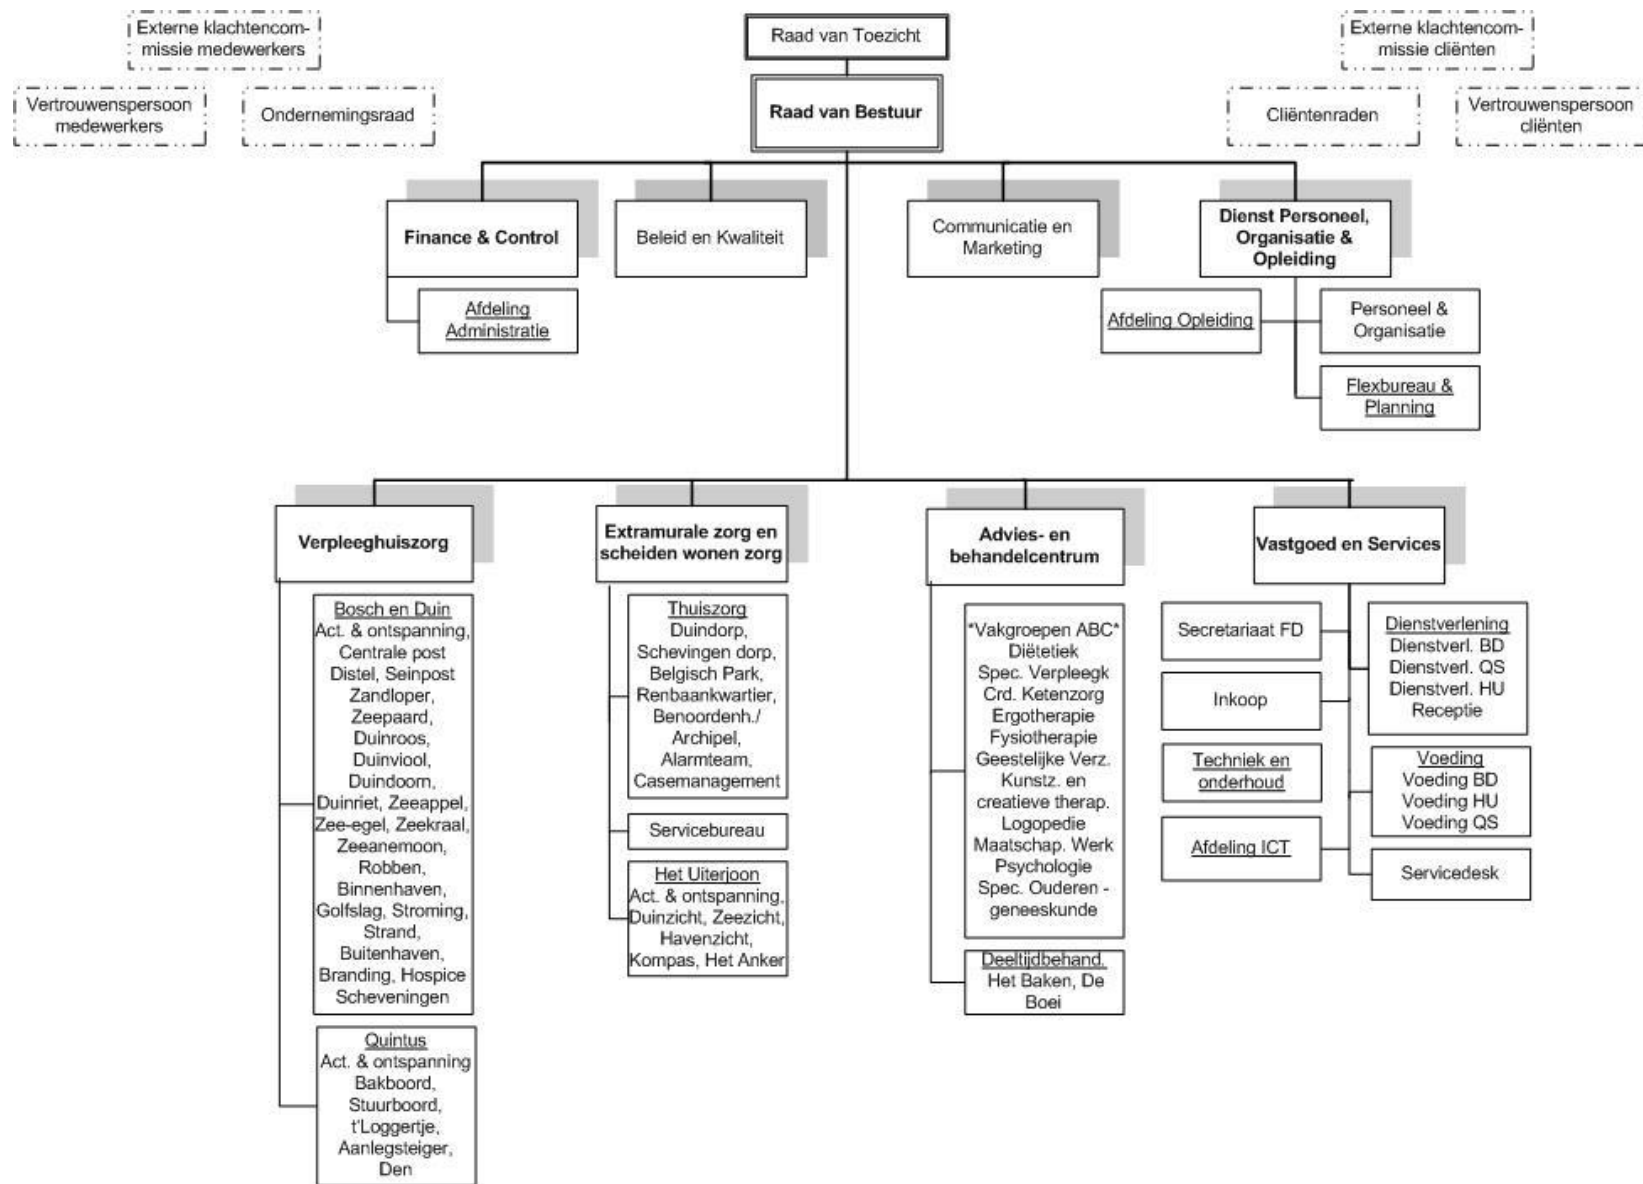 Externe klachtencom-
missie medewerkers
Vertrouwenspersoon
medewerkers
Ondernemingsraad
Raad van Toezicht
Raad van Bestuur
Externe klachtencom-
missie cliënten
Cliëntenraden
Vertrouwenspersoon
cliënten
Finance & Control
Afdeling
Administratie
Beleid en Kwaliteit
Communicatie en
Marketing
Dienst Personeel,
Organisatie &
Opleiding
Afdeling Opleiding
Personeel &
Organisatie
Flexbureau &
Planning
Verpleeghuiszorg
Bosch en Duin
Act. & ontspanning,
Centrale post
Distel, Seinpost
Zandloper,
Zeepaard,
Duinroos,
Duinviool,
Duindoorn,
Duinriet, Zeeappel,
Zee-egel, Zeekraal,
Zeeanemoon,
Robben,
Binnenhaven,
Golfslag, Stroming,
Strand,
Buitenhaven,
Branding, Hospice
Scheveningen
Quintus
Act. & ontspanning
Bakboord,
Stuurboord,
t'Loggertje,
Aanlegsteiger,
Den
Extramurale zorg en
scheiden wonen zorg
Thuiszorg
Duindorp,
Schevingen dorp,
Belgisch Park,
Renbaankwartier,
Benoordenh./
Archipel,
Alarmteam,
Casemanagement
Servicebureau
Het Uiterjoon
Act. & ontspanning,
Duinzicht, Zeezicht,
Havenzicht,
Kompas, Het Anker
Advies- en
behandelcentrum
*Vakgroepen ABC*
Diëtetiek
Spec. Verpleegk
Crd. Ketenzorg
Ergotherapie
Fysiotherapie
Geestelijke Verz.
Kunstz. en
creatieve therap.
Logopedie
Maatschap. Werk
Psychologie
Spec. Ouderen -
geneeskunde
Deeltijdbehand.
Het Baken, De
Boei
Vastgoed en Services
Secretariaat FD
Inkoop
Techniek en
onderhoud
Afdeling ICT
Dienstverlening
Dienstverl. BD
Dienstverl. QS
Dienstverl. HU
Receptie
Voeding
Voeding BD
Voeding HU
Voeding QS
Servicedesk